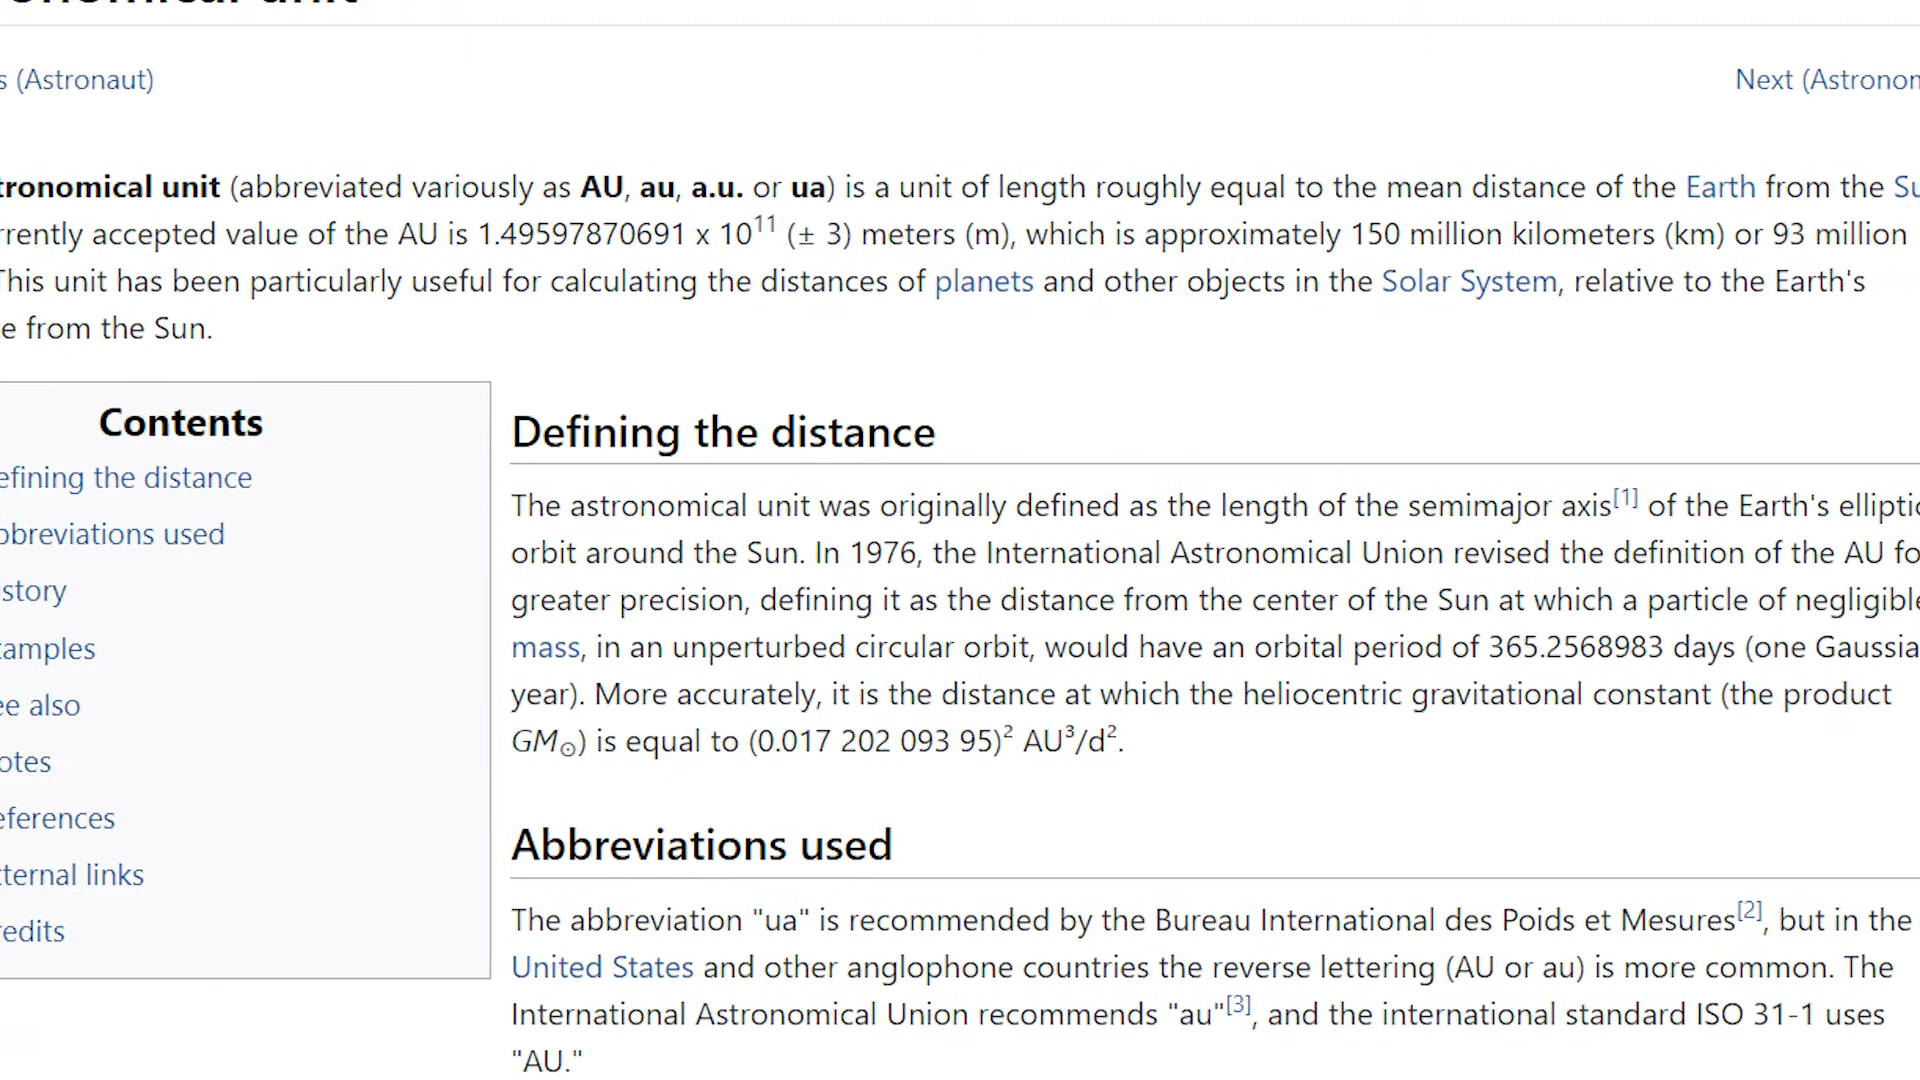 s (Astronaut)
Next (Astronom
tronomical unit (abbreviated variously as AU, au, a.u. or ua) is a unit of length roughly equal to the mean distance of the Earth from the Su
rrently accepted value of the AU is 1.49597870691 x 10¹¹ (± 3) meters (m), which is approximately 150 million kilometers (km) or 93 million
This unit has been particularly useful for calculating the distances of planets and other objects in the Solar System, relative to the Earth's
e from the Sun.
Contents
efining the distance
bbreviations used
story
xamples
ee also
otes
eferences
xternal links
redits
Defining the distance
The astronomical unit was originally defined as the length of the semimajor axis[1] of the Earth's elliptic
orbit around the Sun. In 1976, the International Astronomical Union revised the definition of the AU fo
greater precision, defining it as the distance from the center of the Sun at which a particle of negligible
mass, in an unperturbed circular orbit, would have an orbital period of 365.2568983 days (one Gaussia
year). More accurately, it is the distance at which the heliocentric gravitational constant (the product
GM☉) is equal to (0.017 202 093 95)² AU³/d².
Abbreviations used
The abbreviation "ua" is recommended by the Bureau International des Poids et Mesures[2], but in the
United States and other anglophone countries the reverse lettering (AU or au) is more common. The
International Astronomical Union recommends "au"[3], and the international standard ISO 31-1 uses
"AU."